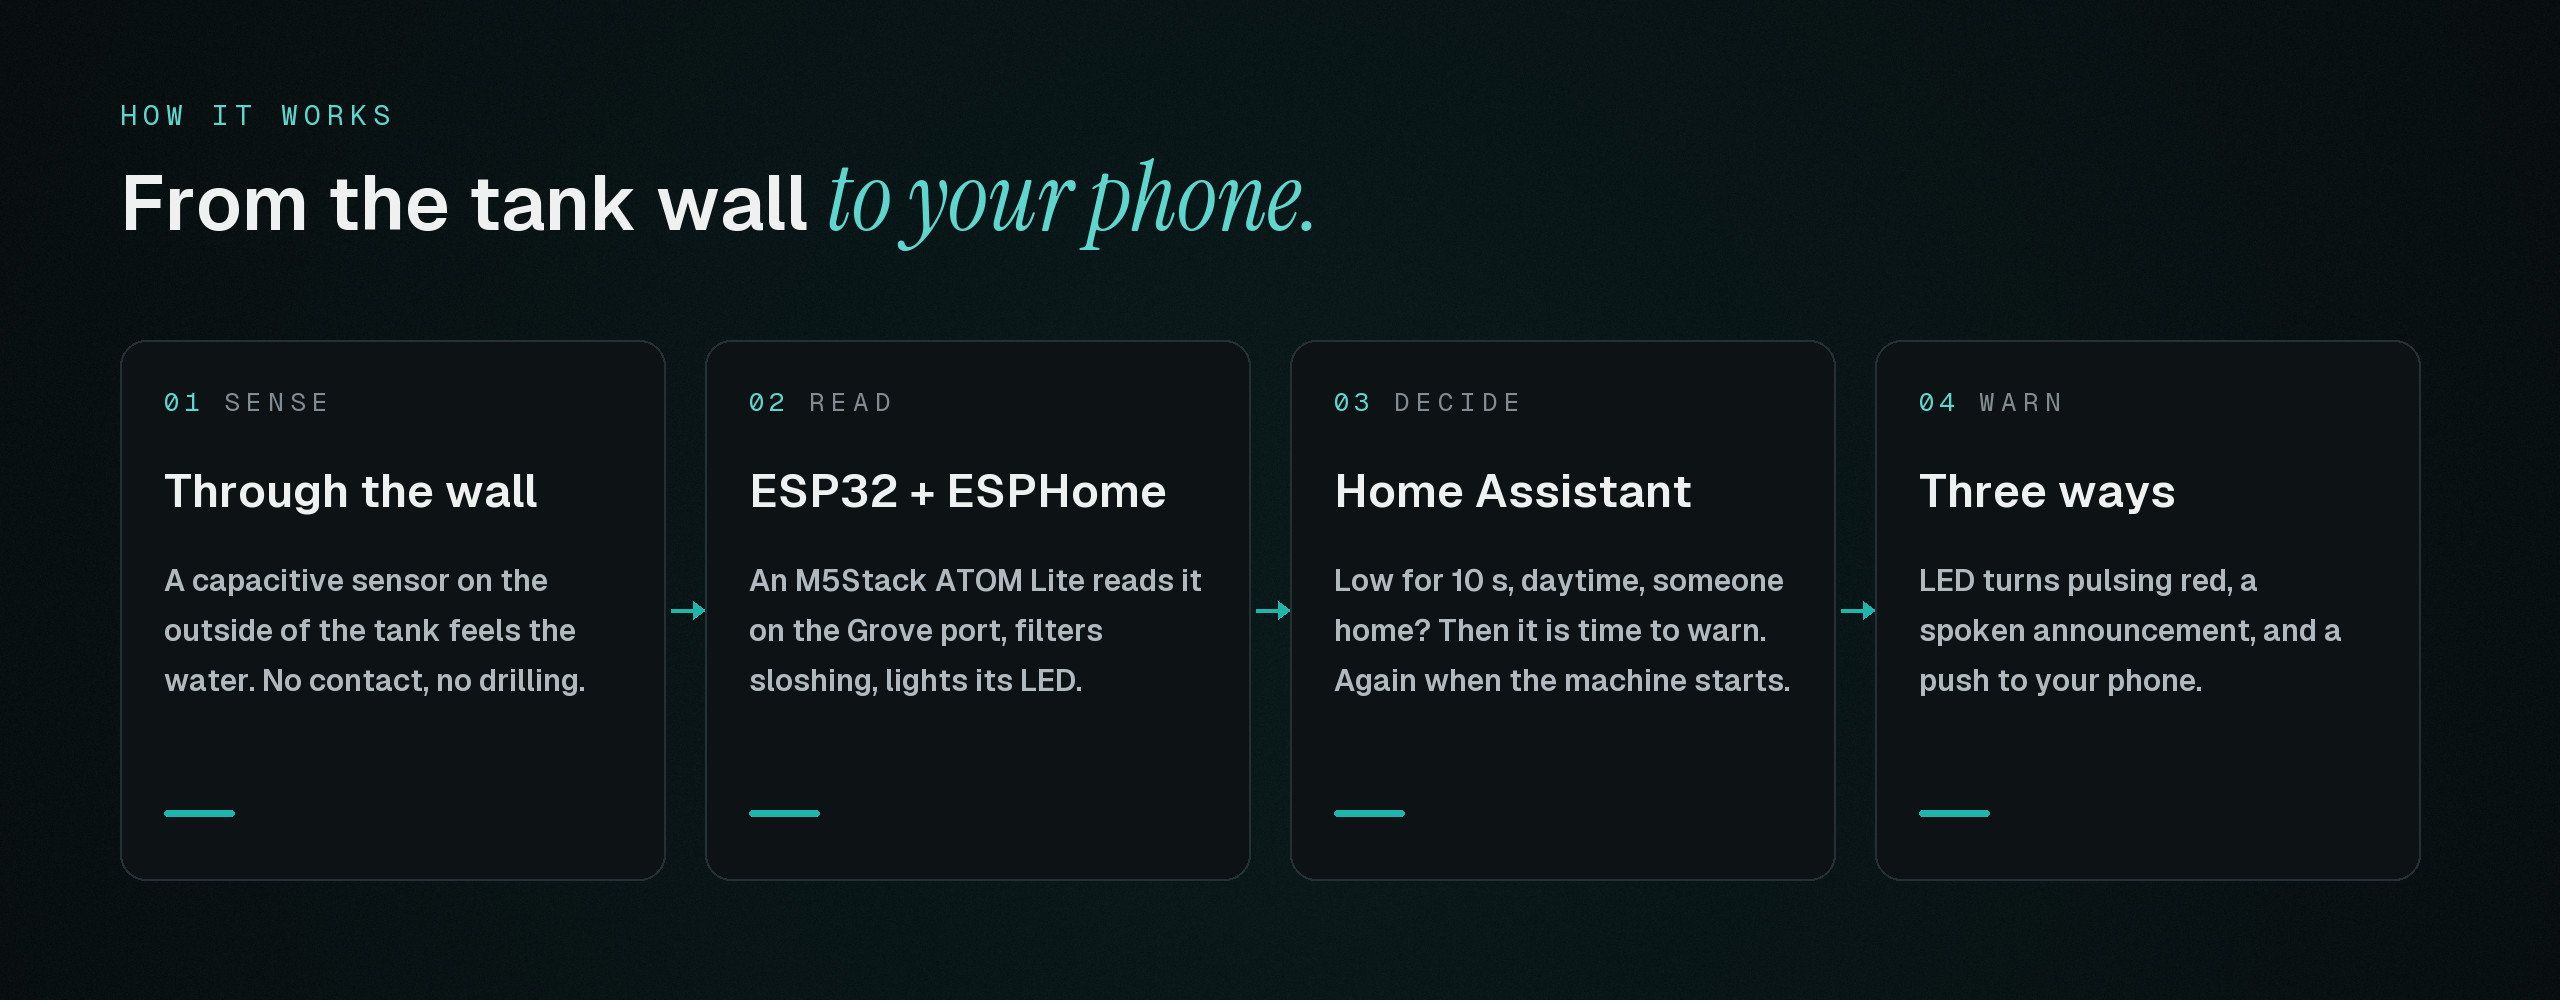 HOW IT WORKS
From the tank wall to your phone.
01 SENSE
Through the wall
A capacitive sensor on the
outside of the tank feels the
water. No contact, no drilling.
02 READ
ESP32 + ESPHome
An M5Stack ATOM Lite reads it
on the Grove port, filters
sloshing, lights its LED.
03 DECIDE
Home Assistant
Low for 10 s, daytime, someone
home? Then it is time to warn.
Again when the machine starts.
04 WARN
Three ways
LED turns pulsing red, a
spoken announcement, and a
push to your phone.